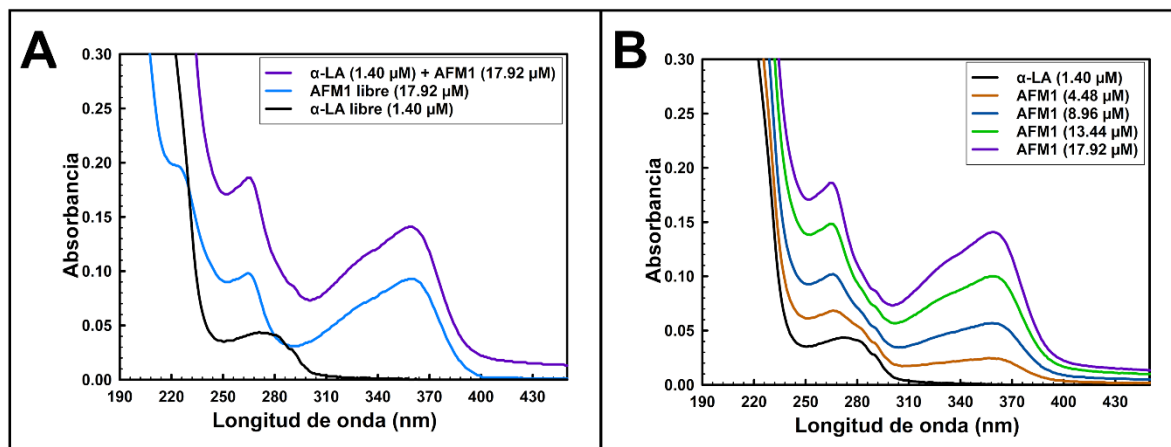 A
α-LA (1.40 µM) + AFM1 (17.92 µM)
AFM1 libre (17.92 µM)
α-LA libre (1.40 µM)
Absorbancia
0.30
0.25
0.20
0.15
0.10
0.05
0.00
190 220 250 280 310 340 370 400 430
Longitud de onda (nm)
B
α-LA (1.40 µM)
AFM1 (4.48 µM)
AFM1 (8.96 µM)
AFM1 (13.44 µM)
AFM1 (17.92 µM)
Absorbancia
0.30
0.25
0.20
0.15
0.10
0.05
0.00
190 220 250 280 310 340 370 400 430
Longitud de onda (nm)